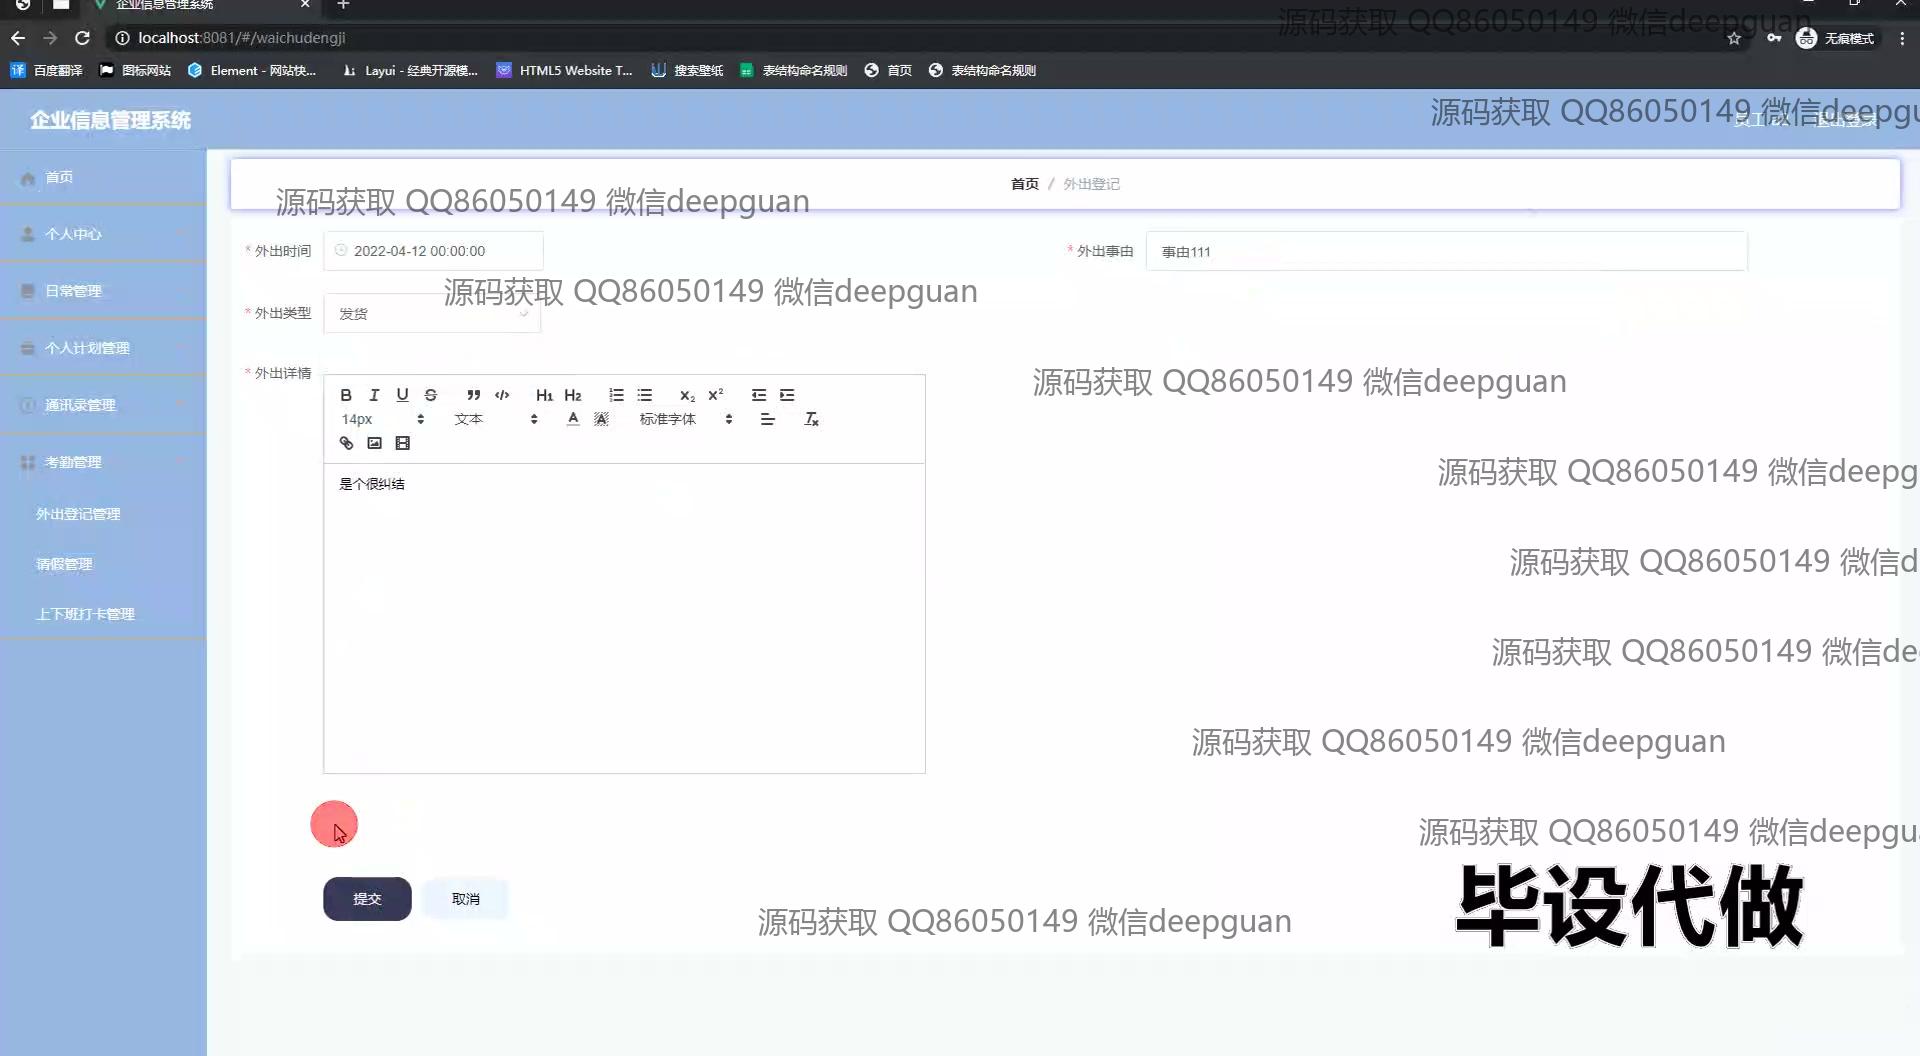 企业信息管理系统
源码获取 QQ86050149 微信deepguan
localhost:8081/#/waichudengji
无痕模式
百度翻译
图标网站
Element - 网站快...
Layui - 经典开源模...
HTML5 Website T...
搜索壁纸
表结构命名规则
首页
表结构命名规则
企业信息管理系统
源码获取 QQ86050149 微信deepgu
退出登录
首页
个人中心
日常管理
个人计划管理
通讯录管理
考勤管理
外出登记管理
请假管理
上下班打卡管理
首页 / 外出登记
源码获取 QQ86050149 微信deepguan
* 外出时间
2022-04-12 00:00:00
* 外出事由
事由111
源码获取 QQ86050149 微信deepguan
* 外出类型
发货
* 外出详情
源码获取 QQ86050149 微信deepguan
B I U S H1 H2 X2 X2
14px 文本 A A 标准字体 Tx
源码获取 QQ86050149 微信deepg
是个很纠结
源码获取 QQ86050149 微信d
源码获取 QQ86050149 微信de
源码获取 QQ86050149 微信deepguan
源码获取 QQ86050149 微信deepgu
提交
取消
源码获取 QQ86050149 微信deepguan
毕设代做